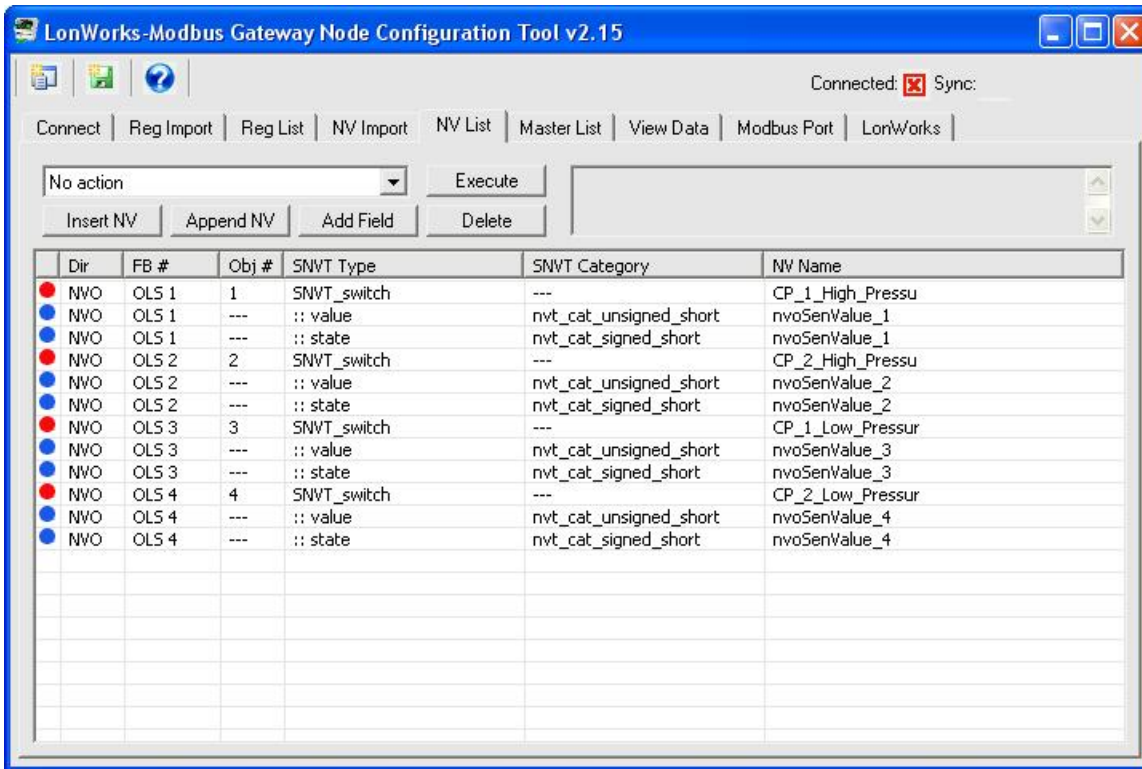 LonWorks-Modbus Gateway Node Configuration Tool v2.15
Connected: Sync:
Connect Reg Import Reg List NV Import NV List Master List View Data Modbus Port LonWorks
No action Execute
Insert NV Append NV Add Field Delete
Dir FB # Obj # SNVT Type SNVT Category NV Name
NVO OLS 1 1 SNVT_switch --- CP_1_High_Pressu
NVO OLS 1 --- :: value nvt_cat_unsigned_short nvoSenValue_1
NVO OLS 1 --- :: state nvt_cat_signed_short nvoSenValue_1
NVO OLS 2 2 SNVT_switch --- CP_2_High_Pressu
NVO OLS 2 --- :: value nvt_cat_unsigned_short nvoSenValue_2
NVO OLS 2 --- :: state nvt_cat_signed_short nvoSenValue_2
NVO OLS 3 3 SNVT_switch --- CP_1_Low_Pressur
NVO OLS 3 --- :: value nvt_cat_unsigned_short nvoSenValue_3
NVO OLS 3 --- :: state nvt_cat_signed_short nvoSenValue_3
NVO OLS 4 4 SNVT_switch --- CP_2_Low_Pressur
NVO OLS 4 --- :: value nvt_cat_unsigned_short nvoSenValue_4
NVO OLS 4 --- :: state nvt_cat_signed_short nvoSenValue_4